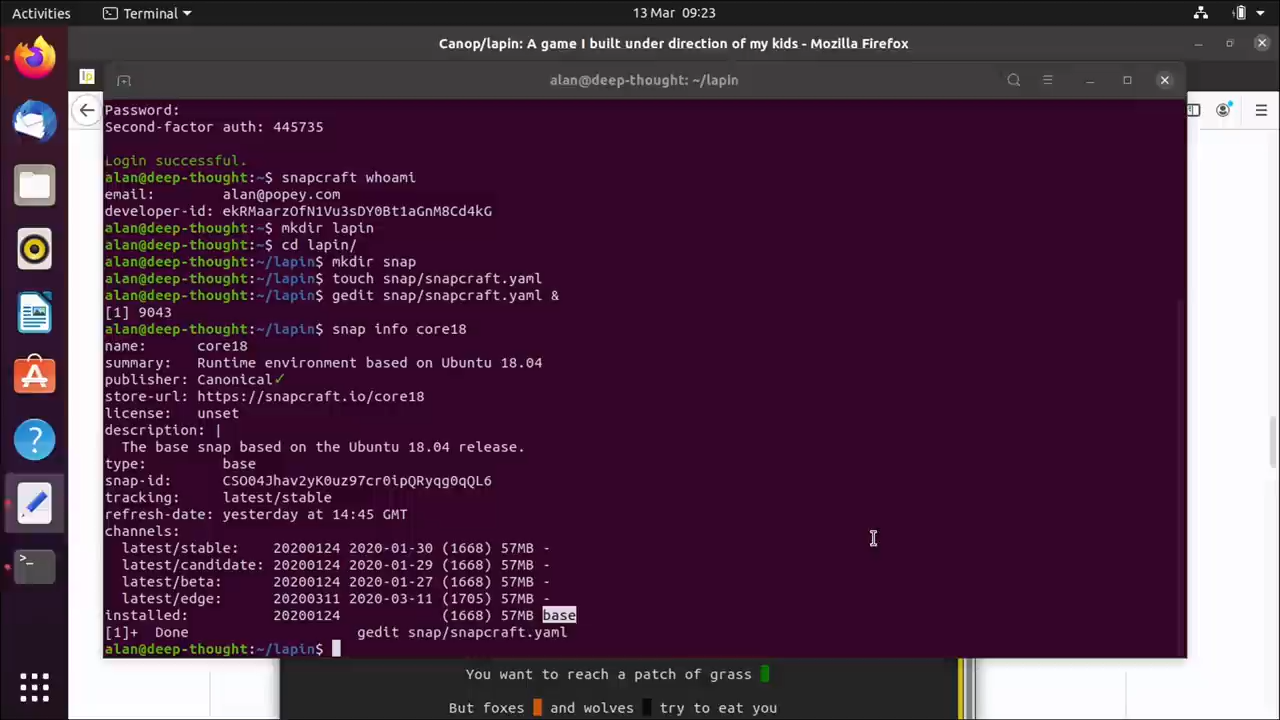 Activities
Terminal
13 Mar 09:23
Canop/lapin: A game I built under direction of my kids - Mozilla Firefox
lp
alan@deep-thought: ~/lapin
Password:
Second-factor auth: 445735
Login successful.
alan@deep-thought:~$ snapcraft whoami
email: alan@popey.com
developer-id: ekRMaarzOfN1Vu3sDY0Bt1aGnM8Cd4kG
alan@deep-thought:~$ mkdir lapin
alan@deep-thought:~$ cd lapin/
alan@deep-thought:~/lapin$ mkdir snap
alan@deep-thought:~/lapin$ touch snap/snapcraft.yaml
alan@deep-thought:~/lapin$ gedit snap/snapcraft.yaml &
[1] 9043
alan@deep-thought:~/lapin$ snap info core18
name: core18
summary: Runtime environment based on Ubuntu 18.04
publisher: Canonical✓
store-url: https://snapcraft.io/core18
license: unset
description: |
The base snap based on the Ubuntu 18.04 release.
type: base
snap-id: CSO04Jhav2yK0uz97cr0ipQRyqg0qQL6
tracking: latest/stable
refresh-date: yesterday at 14:45 GMT
channels:
latest/stable: 20200124 2020-01-30 (1668) 57MB -
latest/candidate: 20200124 2020-01-29 (1668) 57MB -
latest/beta: 20200124 2020-01-27 (1668) 57MB -
latest/edge: 20200311 2020-03-11 (1705) 57MB -
installed: 20200124 (1668) 57MB base
[1]+ Done gedit snap/snapcraft.yaml
alan@deep-thought:~/lapin$
You want to reach a patch of grass
But foxes and wolves try to eat you